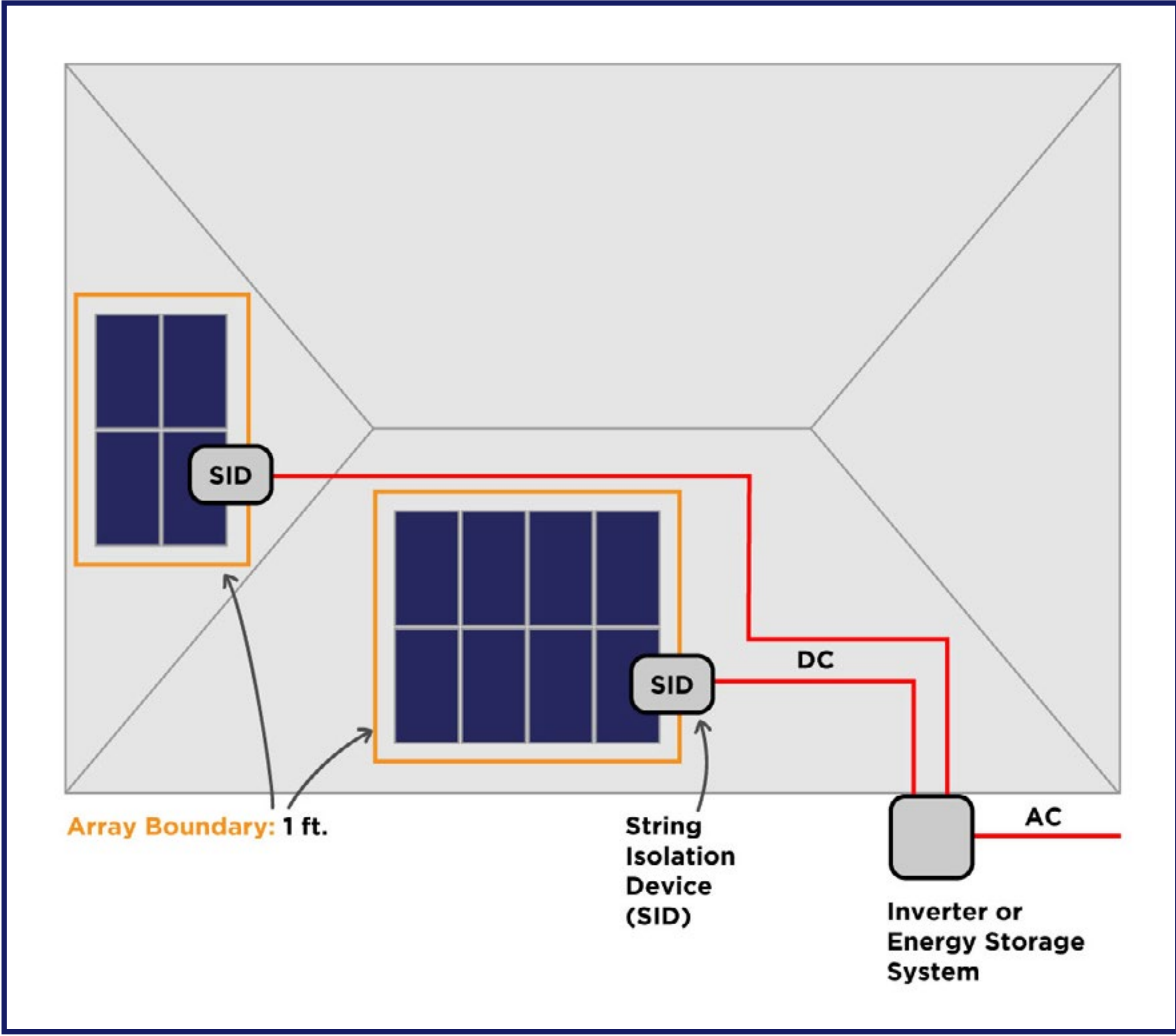 SID
SID
DC
Array Boundary: 1 ft.
String
Isolation
Device
(SID)
AC
Inverter or
Energy Storage
System